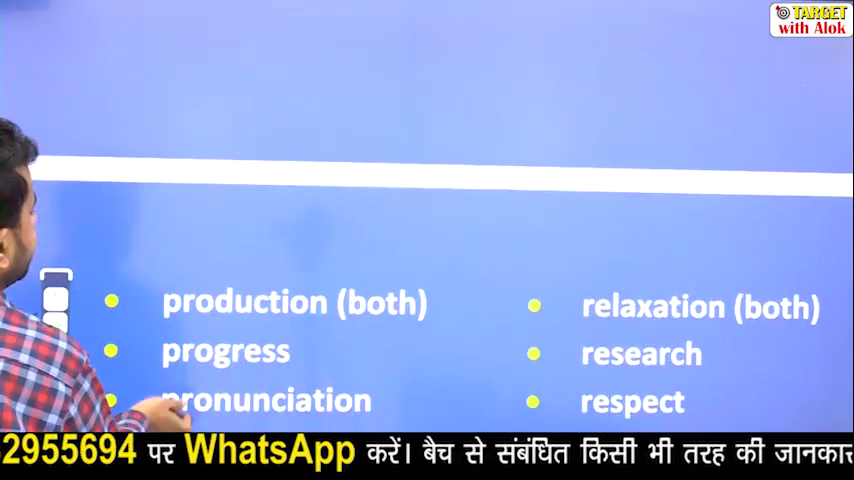 TARGET
with Alok
production (both)
progress
pronunciation
relaxation (both)
research
respect
2955694 पर WhatsApp करें। बैच से संबंधित किसी भी तरह की जानकार